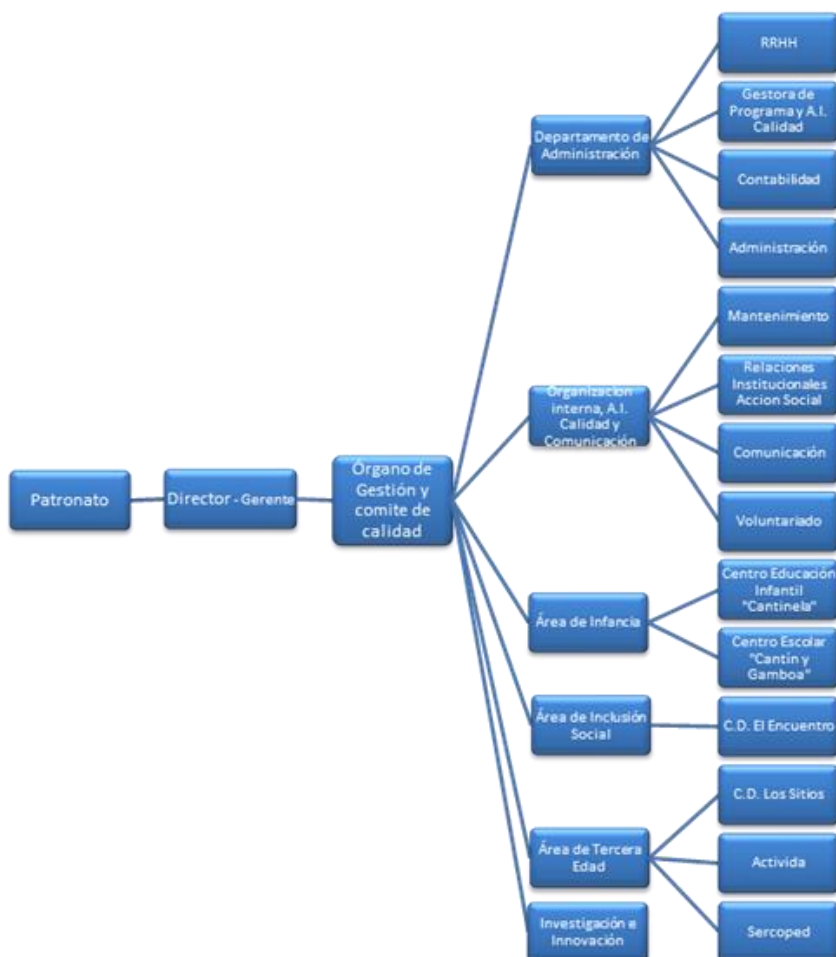 Patronato
Director - Gerente
Órgano de
Gestión y
comite de
calidad
Departamento de
Administración
RRHH
Gestora de
Programa y A.I.
Calidad
Contabilidad
Administración
Organizacion
interna, A.I.
Calidad y
Comunicación
Mantenimiento
Relaciones
Institucionales
Accion Social
Comunicación
Voluntariado
Área de Infancia
Centro Educación
Infantil
"Cantinela"
Centro Escolar
"Cantín y
Gamboa"
Área de Inclusión
Social
C.D. El Encuentro
Área de Tercera
Edad
C.D. Los Sitios
Activida
Sercoped
Investigación e
Innovación